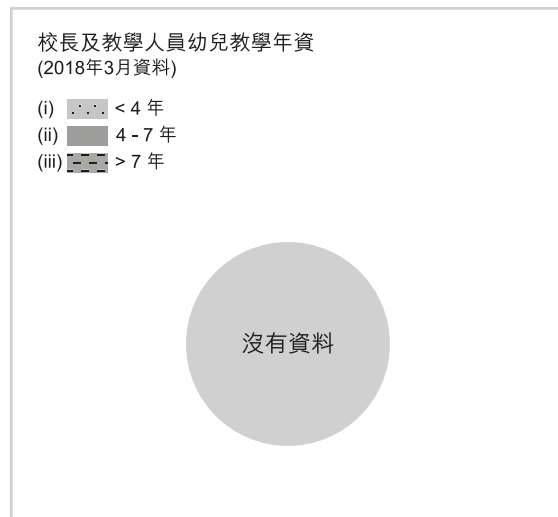 校長及教學人員幼兒教學年資
(2018年3月資料)
(i) < 4 年
(ii) 4 - 7 年
(iii) > 7 年
沒有資料